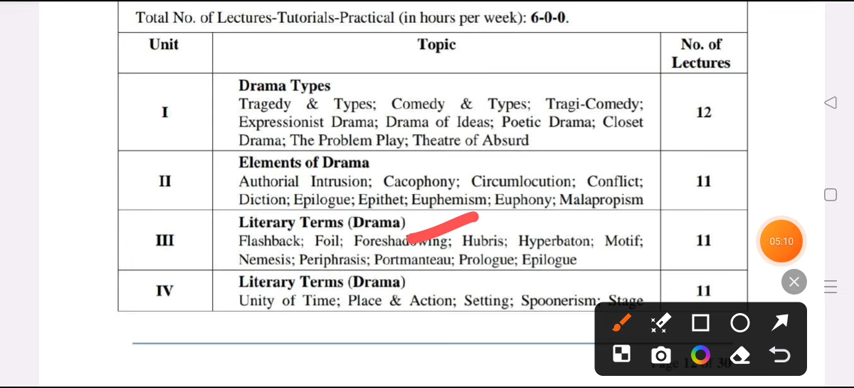 Total No. of Lectures-Tutorials-Practical (in hours per week): 6-0-0.
Unit Topic No. of
Lectures
I
Drama Types
Tragedy & Types; Comedy & Types; Tragi-Comedy;
Expressionist Drama; Drama of Ideas; Poetic Drama; Closet
Drama; The Problem Play; Theatre of Absurd
12
II
Elements of Drama
Authorial Intrusion; Cacophony; Circumlocution; Conflict;
Diction; Epilogue; Epithet; Euphemism; Euphony; Malapropism
11
III
Literary Terms (Drama)
Flashback; Foil; Foreshadowing; Hubris; Hyperbaton; Motif;
Nemesis; Periphrasis; Portmanteau; Prologue; Epilogue
11
IV
Literary Terms (Drama)
Unity of Time; Place & Action; Setting; Spoonerism; Stage
11
05:10